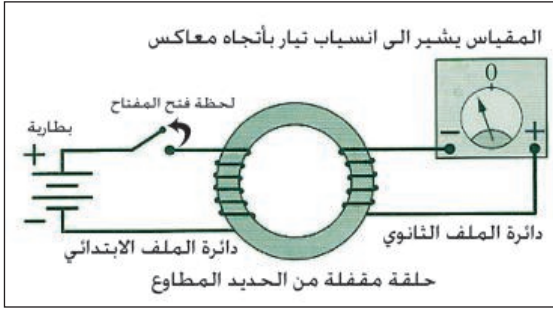 المقياس يشير الى انسياب تيار بأتجاه معاكس
0
لحظة فتح المفتاح
بطارية
+
−
− +
دائرة الملف الابتدائي
دائرة الملف الثانوي
حلقة مقفلة من الحديد المطاوع